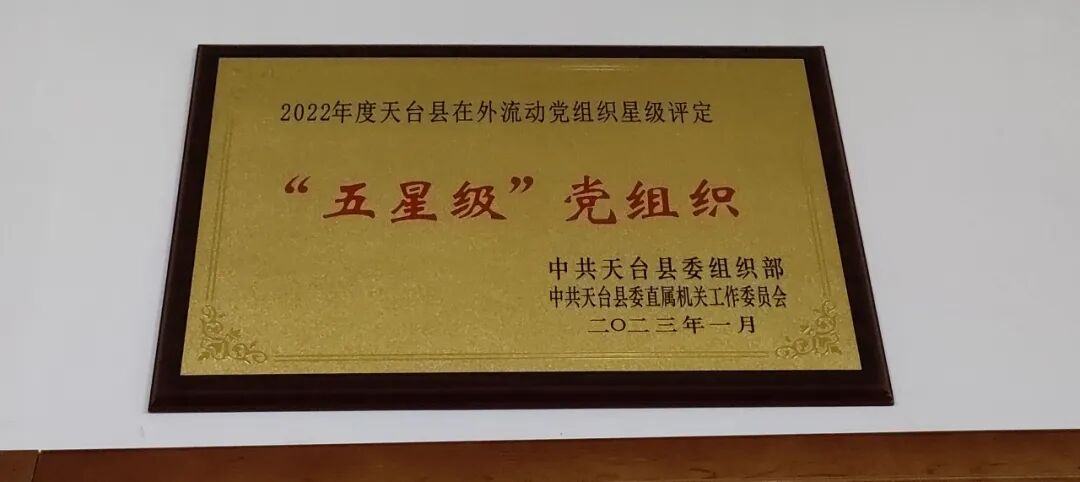 2022年度天台县在外流动党组织星级评定
“五星级”党组织
中共天台县委组织部
中共天台县委直属机关工作委员会
二〇二三年一月